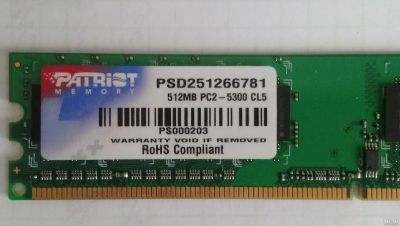 PATRIOT
MEMORY
PSD251266781
512MB PC2-5300 CL5
PS000203
WARRANTY VOID IF REMOVED
RoHS Compliant